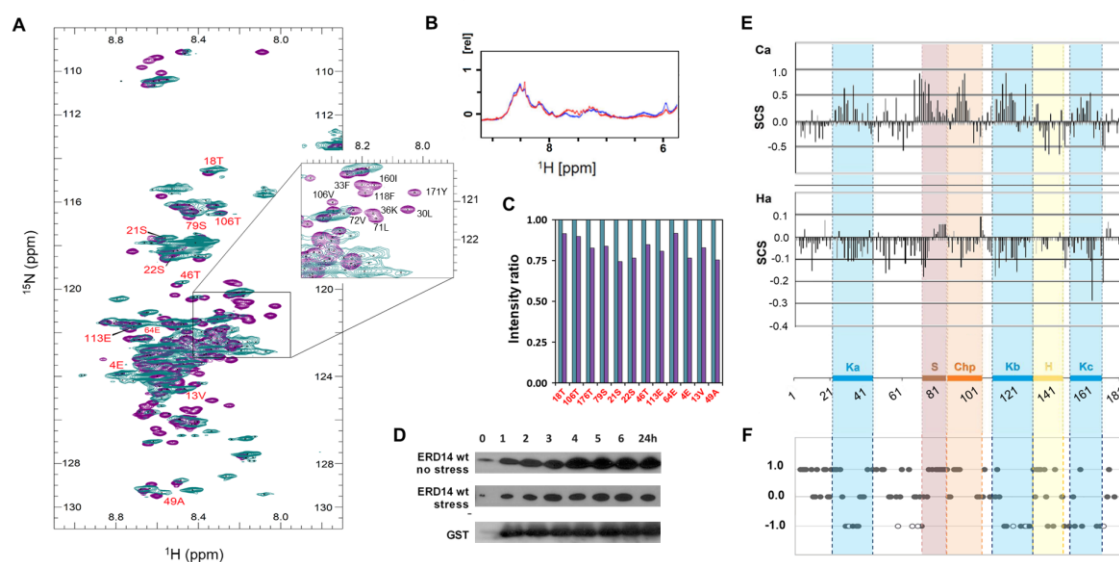 A
8.8
8.4
8.0
110
113
116
119
120
124
128
130
¹⁵N (ppm)
18T
106T
79S
21S
22S
46T
64E
113E
4E
13V
49A
8.8
8.4
8.0
¹H (ppm)
8.2
8.0
121
122
33F
160I
118F
171Y
106V
36K
30L
72V
71L
B
[rel]
1
0
8
6
¹H [ppm]
C
Intensity ratio
1.00
0.75
0.50
0.25
0.00
18T
106T
176T
79S
21S
22S
46T
113E
64E
4E
13V
49A
D
0 1 2 3 4 5 6 24h
ERD14 wt
no stress
ERD14 wt
stress
GST
E
Ca
SCS
1.0
0.5
0.0
-0.5
Ha
SCS
0.1
0.0
-0.1
-0.2
-0.3
-0.4
Ka S Chp Kb H Kc
1 21 41 61 81 101 121 141 161
F
1.0
0.0
-1.0